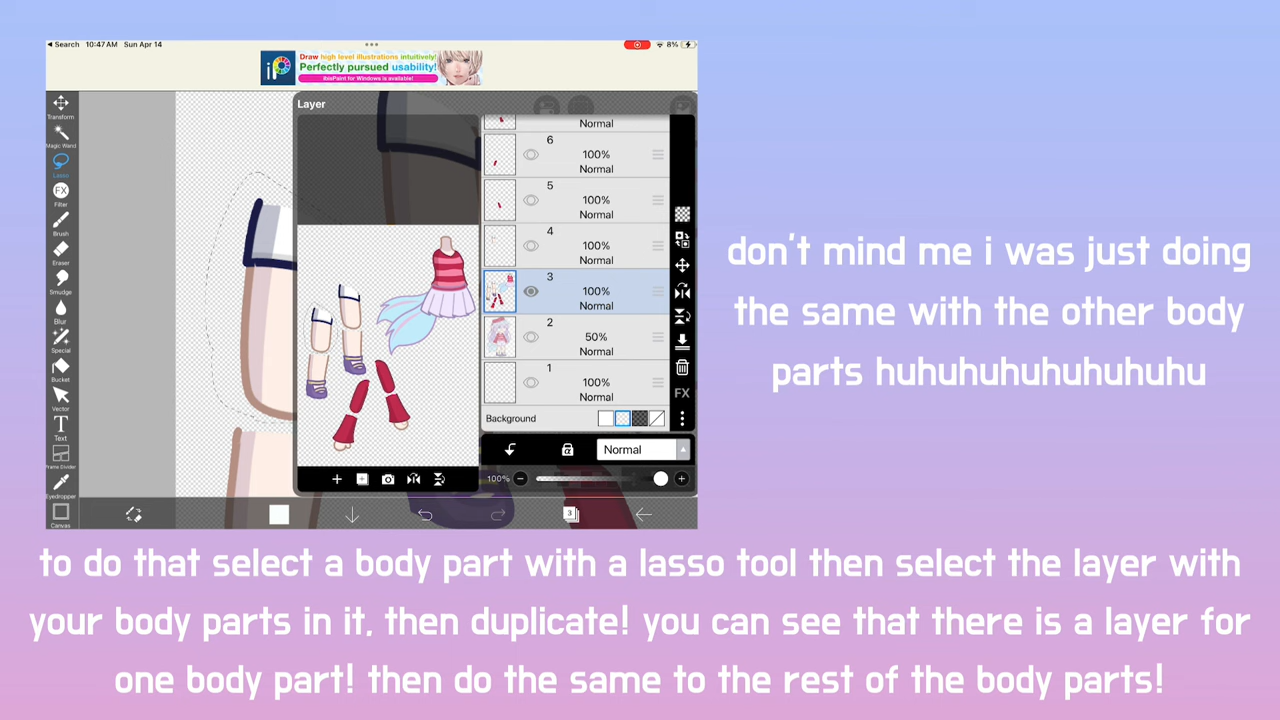 Search 10:47 AM Sun Apr 14
8%
Draw high level illustrations intuitively!
Perfectly pursued usability!
ibisPaint for Windows is available!
Transform
Magic Wand
Lasso
FX
Filter
Brush
Eraser
Smudge
Blur
Special
Bucket
Vector
T
Text
Frame Divider
Eyedropper
Canvas
Layer
Normal
6
100%
Normal
5
100%
Normal
4
100%
Normal
3
100%
Normal
2
50%
Normal
1
100%
Normal
FX
Background
Normal
100%
3
don't mind me i was just doing
the same with the other body
parts huhuhuhuhuhuhuhu
to do that select a body part with a lasso tool then select the layer with
your body parts in it, then duplicate! you can see that there is a layer for
one body part! then do the same to the rest of the body parts!